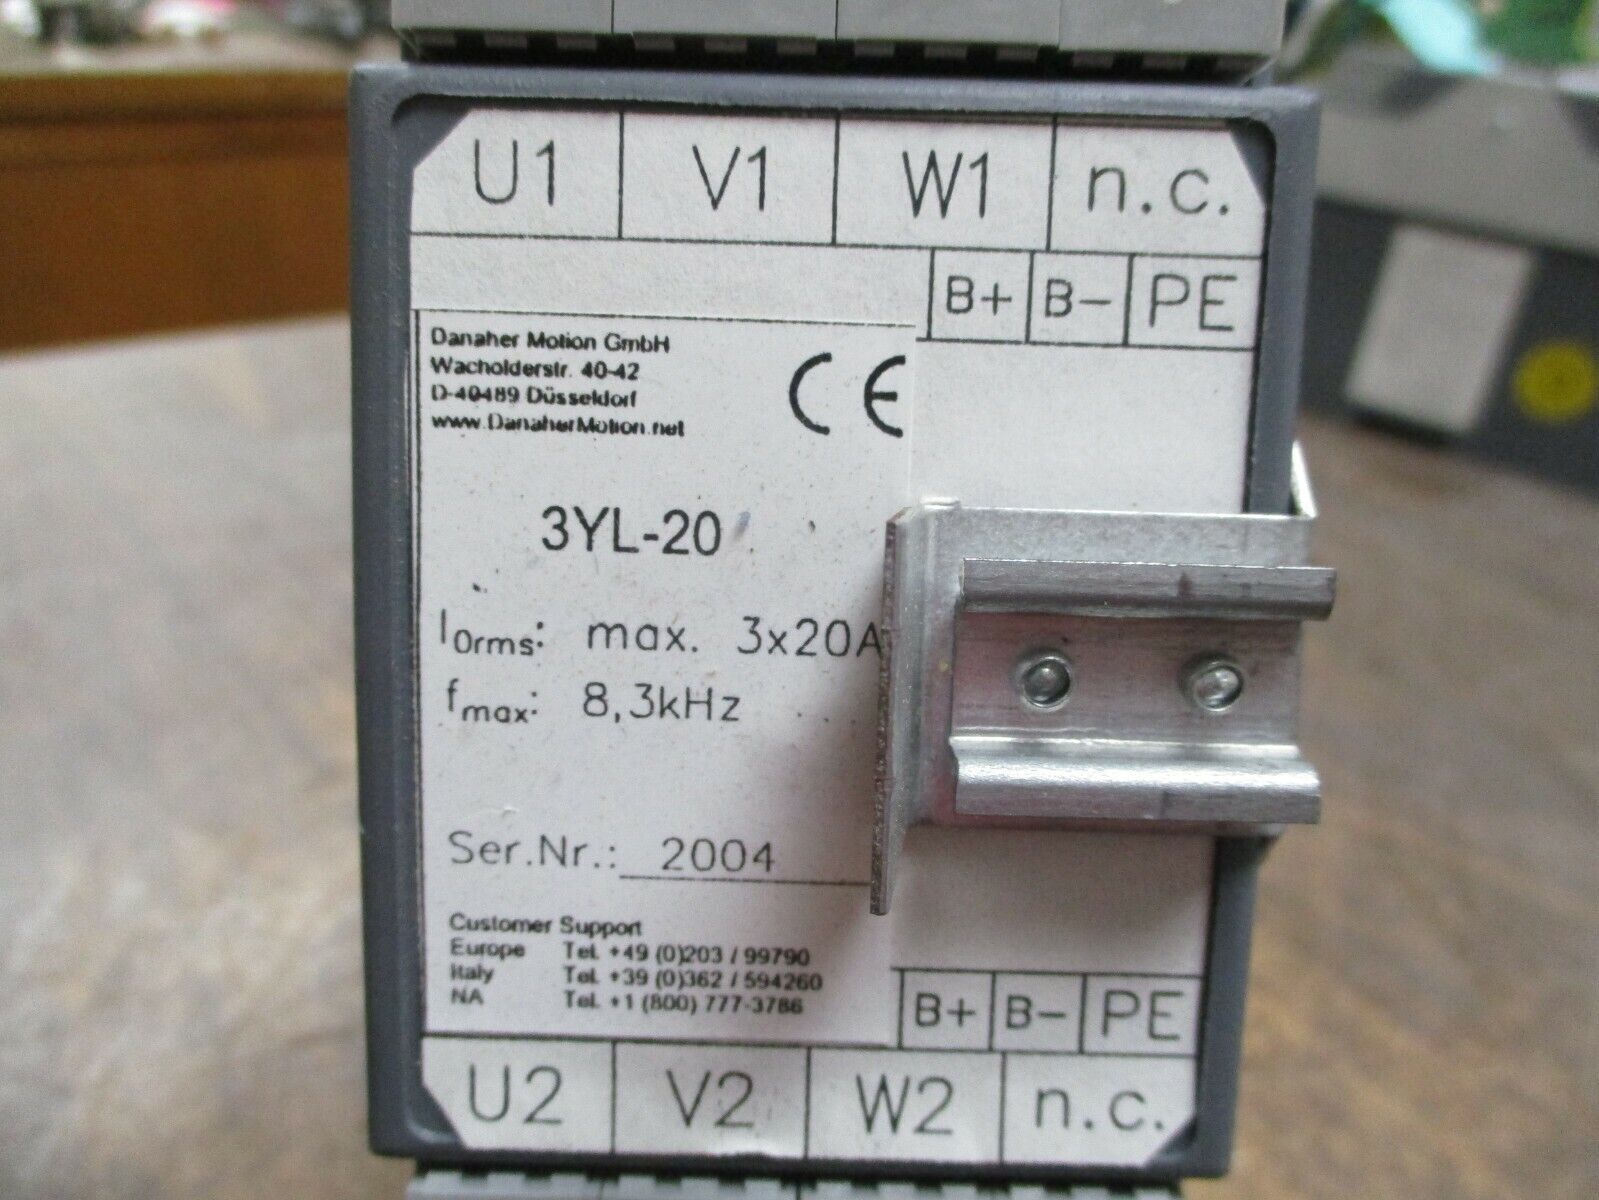 U1 V1 W1 n.c.
B+ B- PE
Danaher Motion GmbH
Wacholderstr. 40-42
D-40489 Düsseldorf
www.DanaherMotion.net
CE
3YL-20
I0rms: max. 3x20A
fmax: 8,3kHz
Ser.Nr.: 2004
Customer Support
Europe Tel. +49 (0)203 / 99790
Italy Tel. +39 (0)362 / 594260
NA Tel. +1 (800) 777-3786
B+ B- PE
U2 V2 W2 n.c.